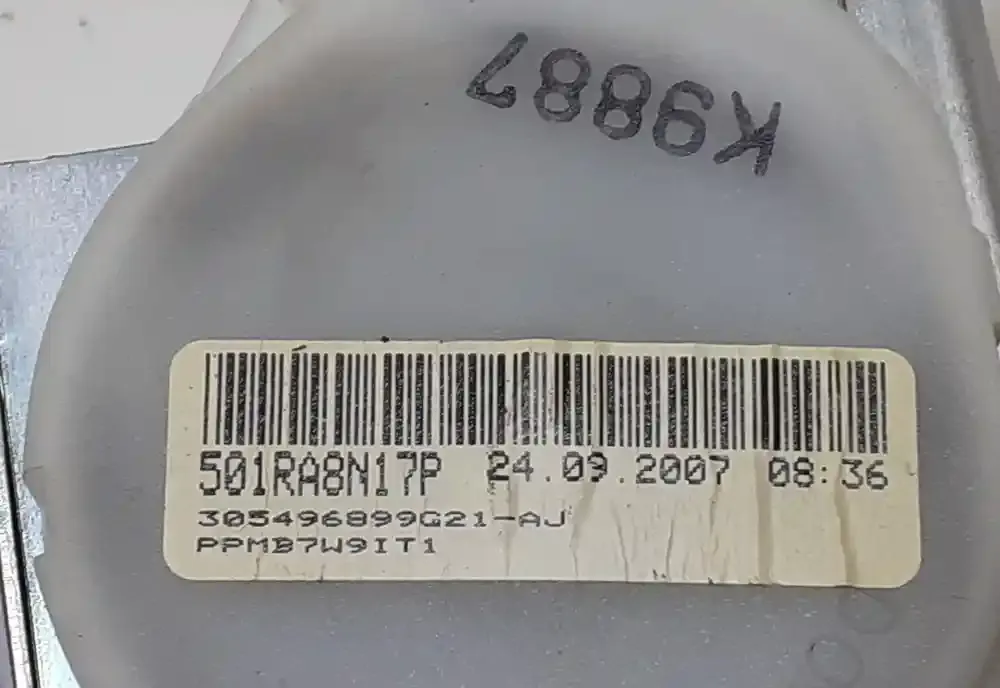 K9887
501RA8N17P 24.09.2007 08:36
305496899G21-AJ
PPMB7W9IT1